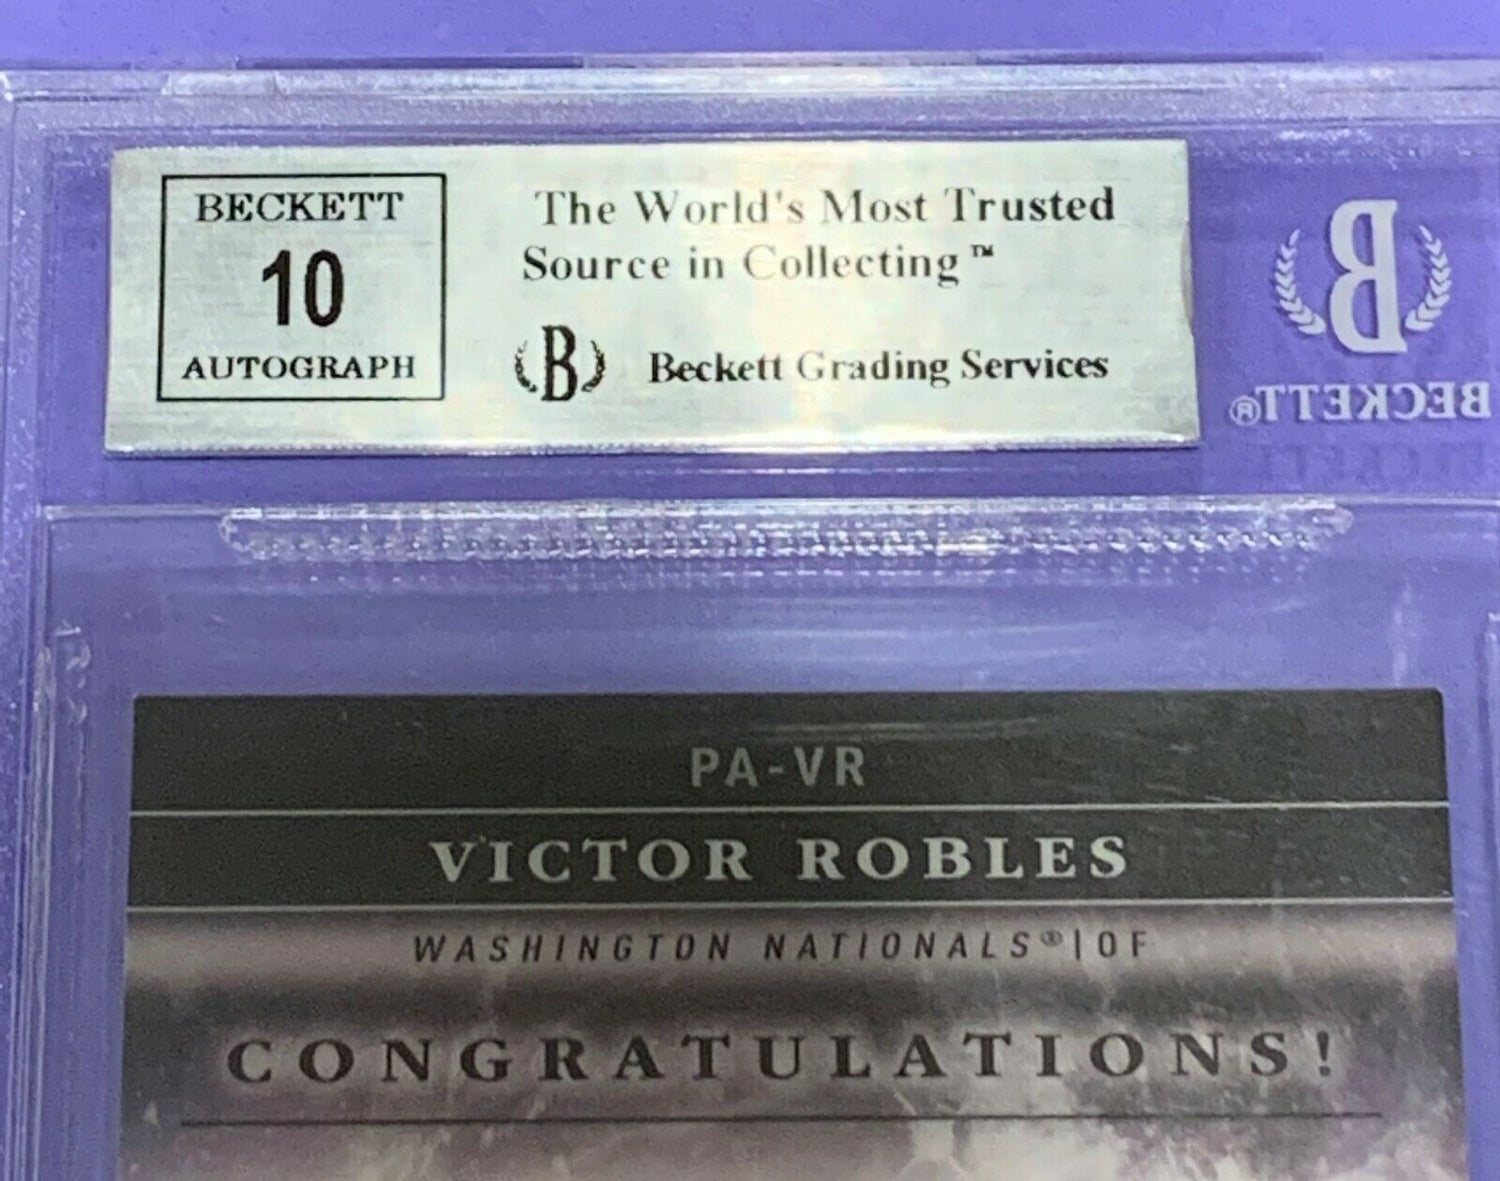 BECKETT
10
AUTOGRAPH
The World's Most Trusted
Source in Collecting™
B
Beckett Grading Services
B
BECKETT®
PA-VR
VICTOR ROBLES
WASHINGTON NATIONALS®|OF
CONGRATULATIONS!